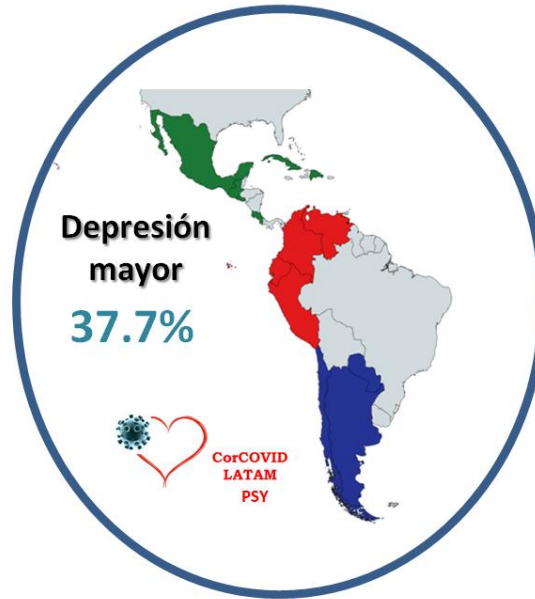 Depresión
mayor
37.7%
CorCOVID
LATAM
PSY